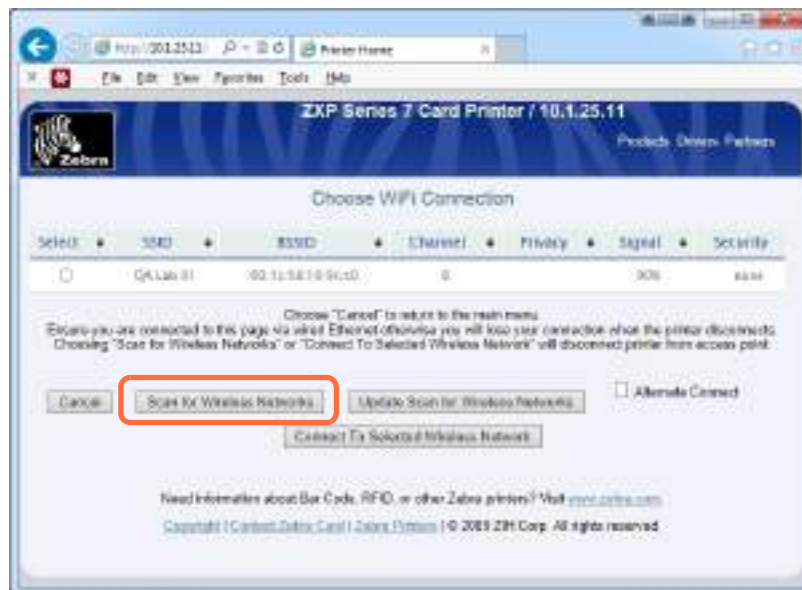 Printer Home
File Edit View Favorites Tools Help
ZXP Series 7 Card Printer / 10.1.25.11
Zebra
Products Drivers Partners
Choose WiFi Connection
Select SSID BSSID Channel Privacy Signal Security
QA Lab 0 90% none
Choose "Cancel" to return to the main menu.
Ensure you are connected to this page via wired Ethernet otherwise you will lose your connection when the printer disconnects.
Choosing "Scan for Wireless Networks" or "Connect To Selected Wireless Network" will disconnect printer from access point
Cancel Scan for Wireless Networks Update Scan for Wireless Networks Alternate Connect
Connect To Selected Wireless Network
Need Information about Bar Code, RFID, or other Zebra printers? Visit www.zebra.com
Copyright | Contact Zebra Card | Zebra Printers | © 2009 ZIH Corp. All rights reserved